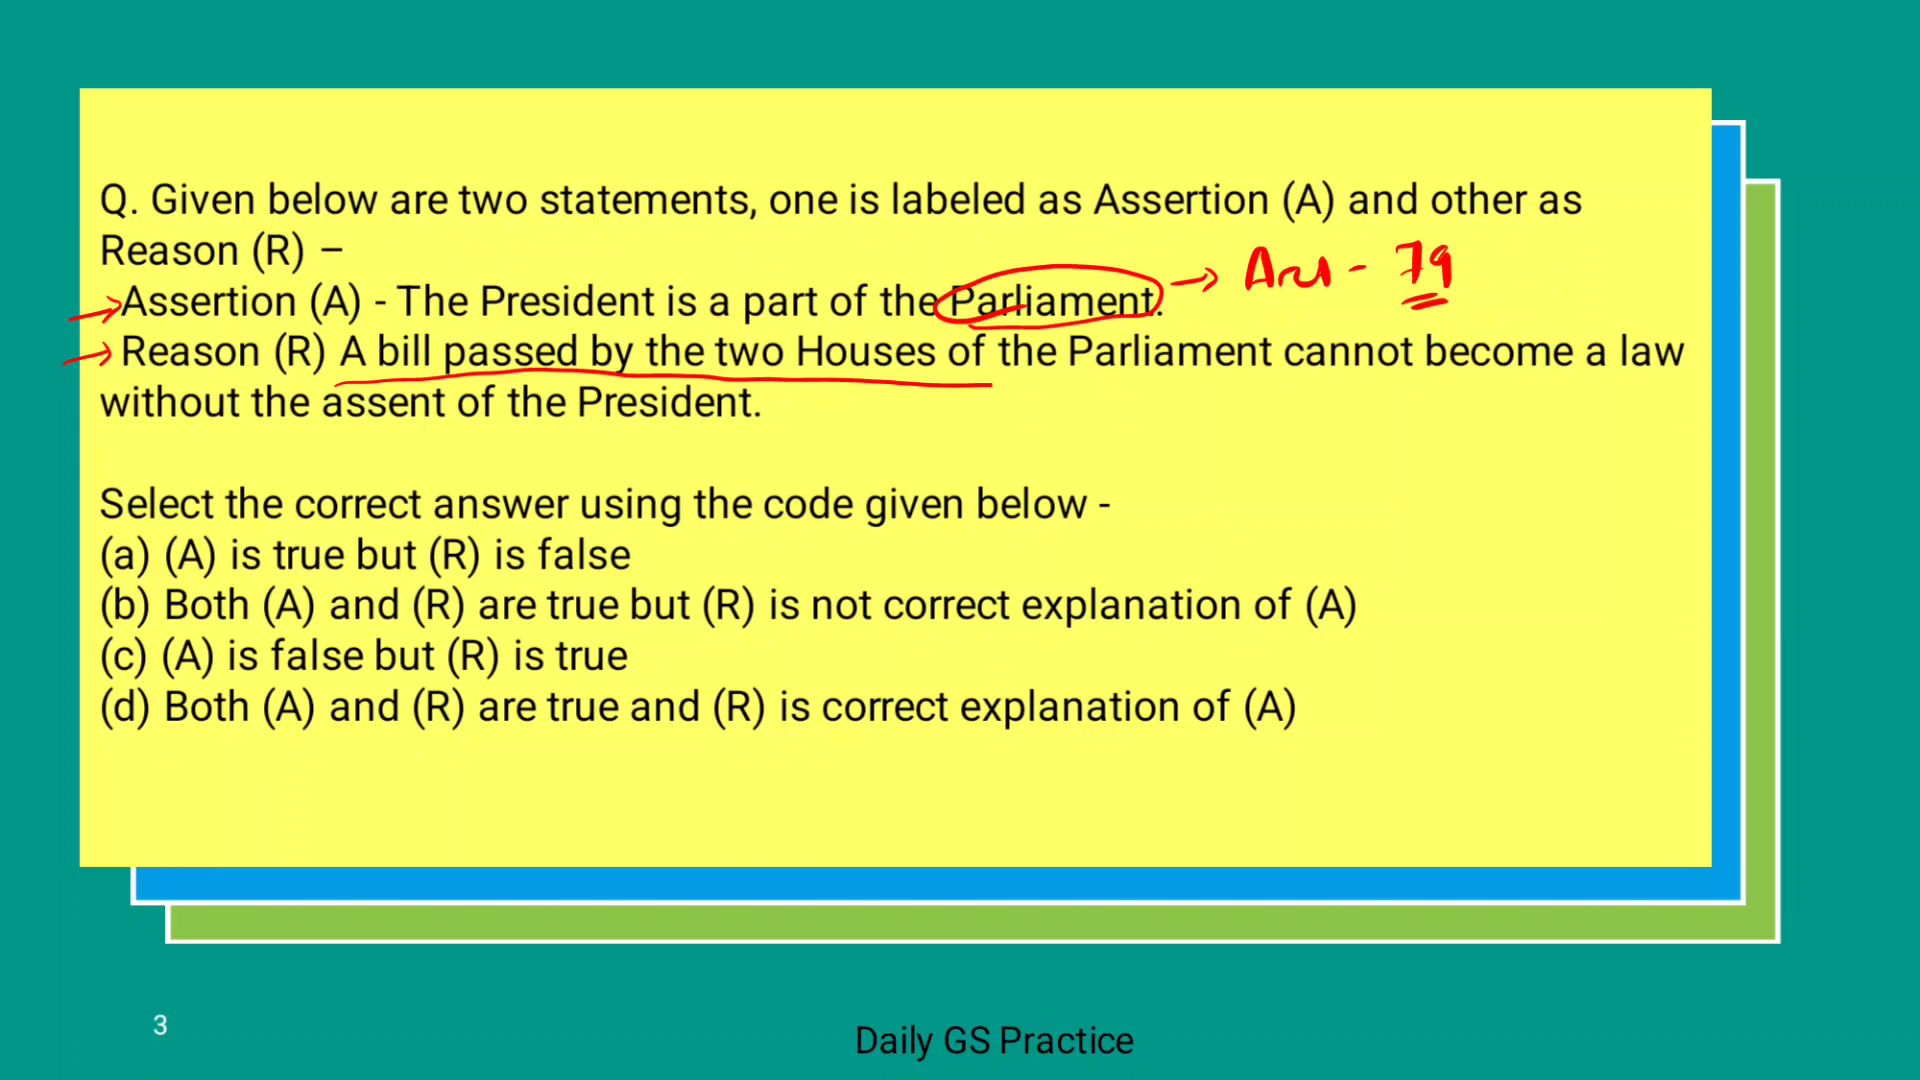 Q. Given below are two statements, one is labeled as Assertion (A) and other as
Reason (R) –
Assertion (A) - The President is a part of the Parliament. → Art - 79
Reason (R) A bill passed by the two Houses of the Parliament cannot become a law
without the assent of the President.
Select the correct answer using the code given below -
(a) (A) is true but (R) is false
(b) Both (A) and (R) are true but (R) is not correct explanation of (A)
(c) (A) is false but (R) is true
(d) Both (A) and (R) are true and (R) is correct explanation of (A)
3
Daily GS Practice